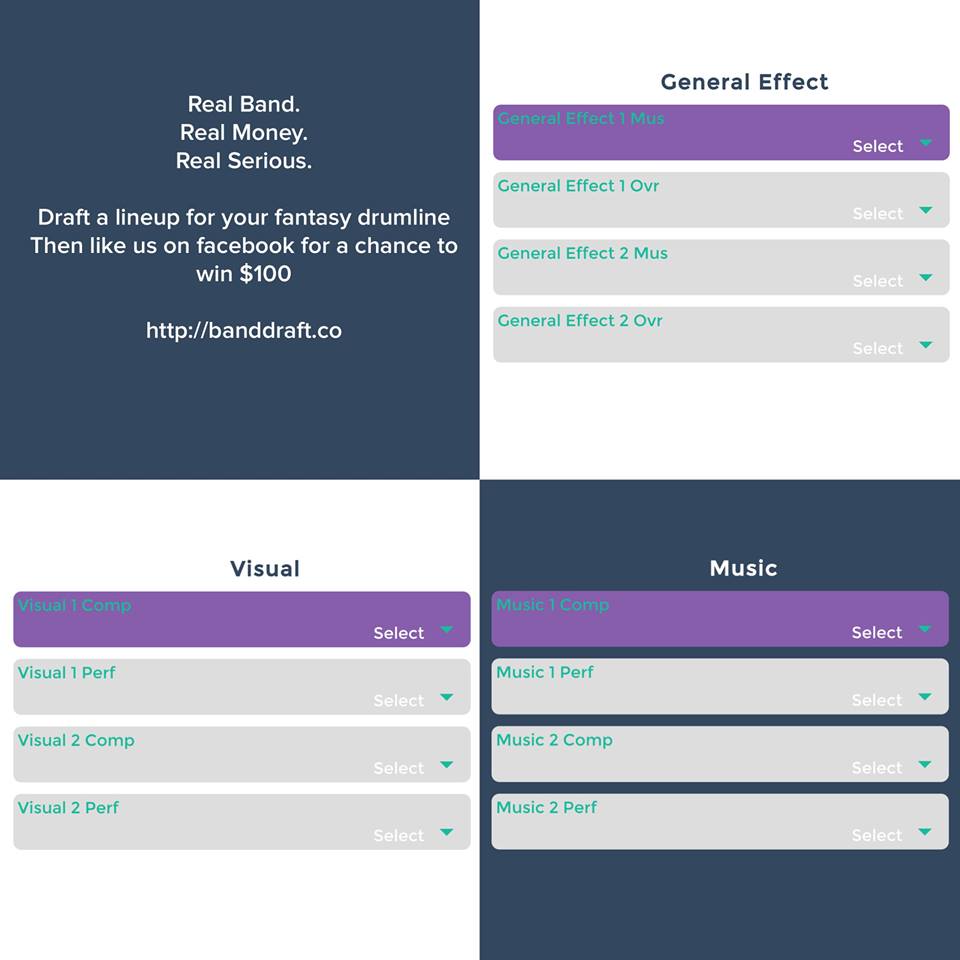 Real Band.
Real Money.
Real Serious.
Draft a lineup for your fantasy drumline
Then like us on facebook for a chance to
win $100
http://banddraft.co
General Effect
General Effect 1 Mus
Select
General Effect 1 Ovr
Select
General Effect 2 Mus
Select
General Effect 2 Ovr
Select
Visual
Visual 1 Comp
Select
Visual 1 Perf
Select
Visual 2 Comp
Select
Visual 2 Perf
Select
Music
Music 1 Comp
Select
Music 1 Perf
Select
Music 2 Comp
Select
Music 2 Perf
Select